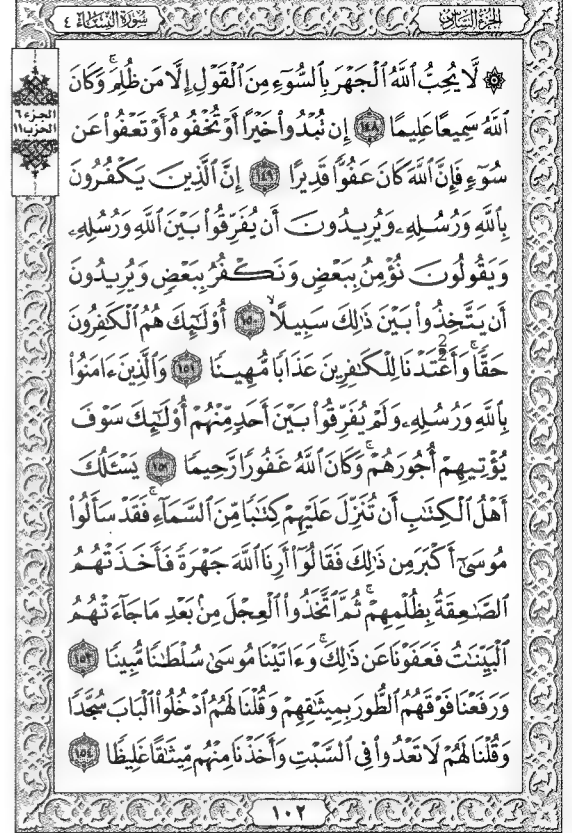 الجزء السادس
سورة النساء ٤
الجزء ٦
الحزب ١١
۞ لَّا يُحِبُّ ٱللَّهُ ٱلْجَهْرَ بِٱلسُّوٓءِ مِنَ ٱلْقَوْلِ إِلَّا مَن ظُلِمَ ۚ وَكَانَ
ٱللَّهُ سَمِيعًا عَلِيمًا ١٤٨ إِن تُبْدُوا۟ خَيْرًا أَوْ تُخْفُوهُ أَوْ تَعْفُوا۟ عَن
سُوٓءٍ فَإِنَّ ٱللَّهَ كَانَ عَفُوًّا قَدِيرًا ١٤٩ إِنَّ ٱلَّذِينَ يَكْفُرُونَ
بِٱللَّهِ وَرُسُلِهِۦ وَيُرِيدُونَ أَن يُفَرِّقُوا۟ بَيْنَ ٱللَّهِ وَرُسُلِهِۦ
وَيَقُولُونَ نُؤْمِنُ بِبَعْضٍ وَنَكْفُرُ بِبَعْضٍ وَيُرِيدُونَ
أَن يَتَّخِذُوا۟ بَيْنَ ذَٰلِكَ سَبِيلًا ۙ ١٥٠ أُو۟لَٰٓئِكَ هُمُ ٱلْكَٰفِرُونَ
حَقًّا ۚ وَأَعْتَدْنَا لِلْكَٰفِرِينَ عَذَابًا مُّهِينًا ١٥١ وَٱلَّذِينَ ءَامَنُوا۟
بِٱللَّهِ وَرُسُلِهِۦ وَلَمْ يُفَرِّقُوا۟ بَيْنَ أَحَدٍ مِّنْهُمْ أُو۟لَٰٓئِكَ سَوْفَ
يُؤْتِيهِمْ أُجُورَهُمْ ۗ وَكَانَ ٱللَّهُ غَفُورًا رَّحِيمًا ١٥٢ يَسْـَٔلُكَ
أَهْلُ ٱلْكِتَٰبِ أَن تُنَزِّلَ عَلَيْهِمْ كِتَٰبًا مِّنَ ٱلسَّمَآءِ ۚ فَقَدْ سَأَلُوا۟
مُوسَىٰٓ أَكْبَرَ مِن ذَٰلِكَ فَقَالُوٓا۟ أَرِنَا ٱللَّهَ جَهْرَةً فَأَخَذَتْهُمُ
ٱلصَّٰعِقَةُ بِظُلْمِهِمْ ۚ ثُمَّ ٱتَّخَذُوا۟ ٱلْعِجْلَ مِنۢ بَعْدِ مَا جَآءَتْهُمُ
ٱلْبَيِّنَٰتُ فَعَفَوْنَا عَن ذَٰلِكَ ۚ وَءَاتَيْنَا مُوسَىٰ سُلْطَٰنًا مُّبِينًا ١٥٣
وَرَفَعْنَا فَوْقَهُمُ ٱلطُّورَ بِمِيثَٰقِهِمْ وَقُلْنَا لَهُمُ ٱدْخُلُوا۟ ٱلْبَابَ سُجَّدًا
وَقُلْنَا لَهُمْ لَا تَعْدُوا۟ فِى ٱلسَّبْتِ وَأَخَذْنَا مِنْهُم مِّيثَٰقًا غَلِيظًا ١٥٤
١٠٢